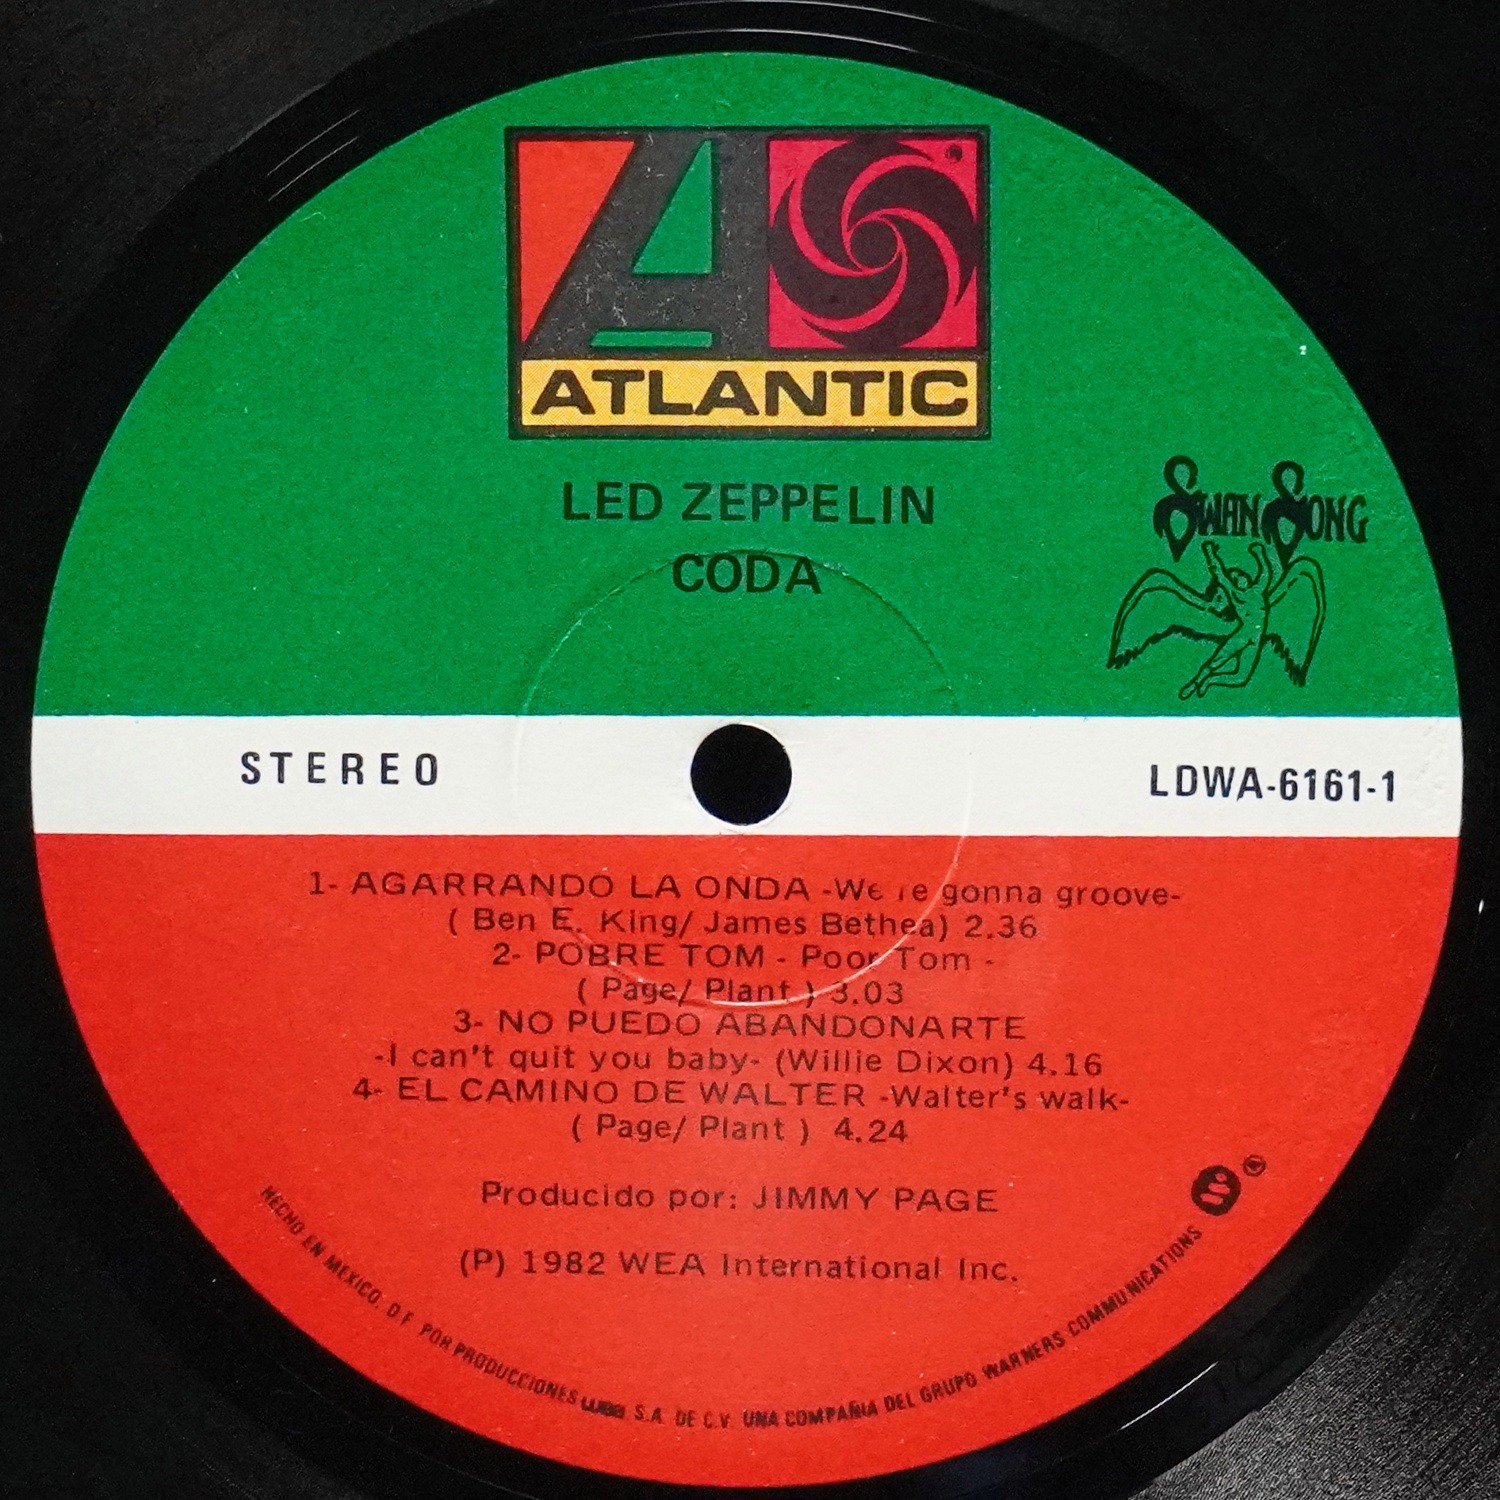 ATLANTIC
LED ZEPPELIN
CODA
SWAN SONG
STEREO
LDWA-6161-1
1- AGARRANDO LA ONDA -We're gonna groove-
( Ben E. King/ James Bethea) 2.36
2- POBRE TOM - Poor Tom -
( Page/ Plant ) 3.03
3- NO PUEDO ABANDONARTE
-I can't quit you baby- (Willie Dixon) 4.16
4- EL CAMINO DE WALTER -Walter's walk-
( Page/ Plant ) 4.24
Producido por: JIMMY PAGE
(P) 1982 WEA International Inc.
HECHO EN MEXICO, D.F. POR PRODUCCIONES S.A. DE C.V. UNA COMPAÑIA DEL GRUPO WARNERS COMMUNICATIONS